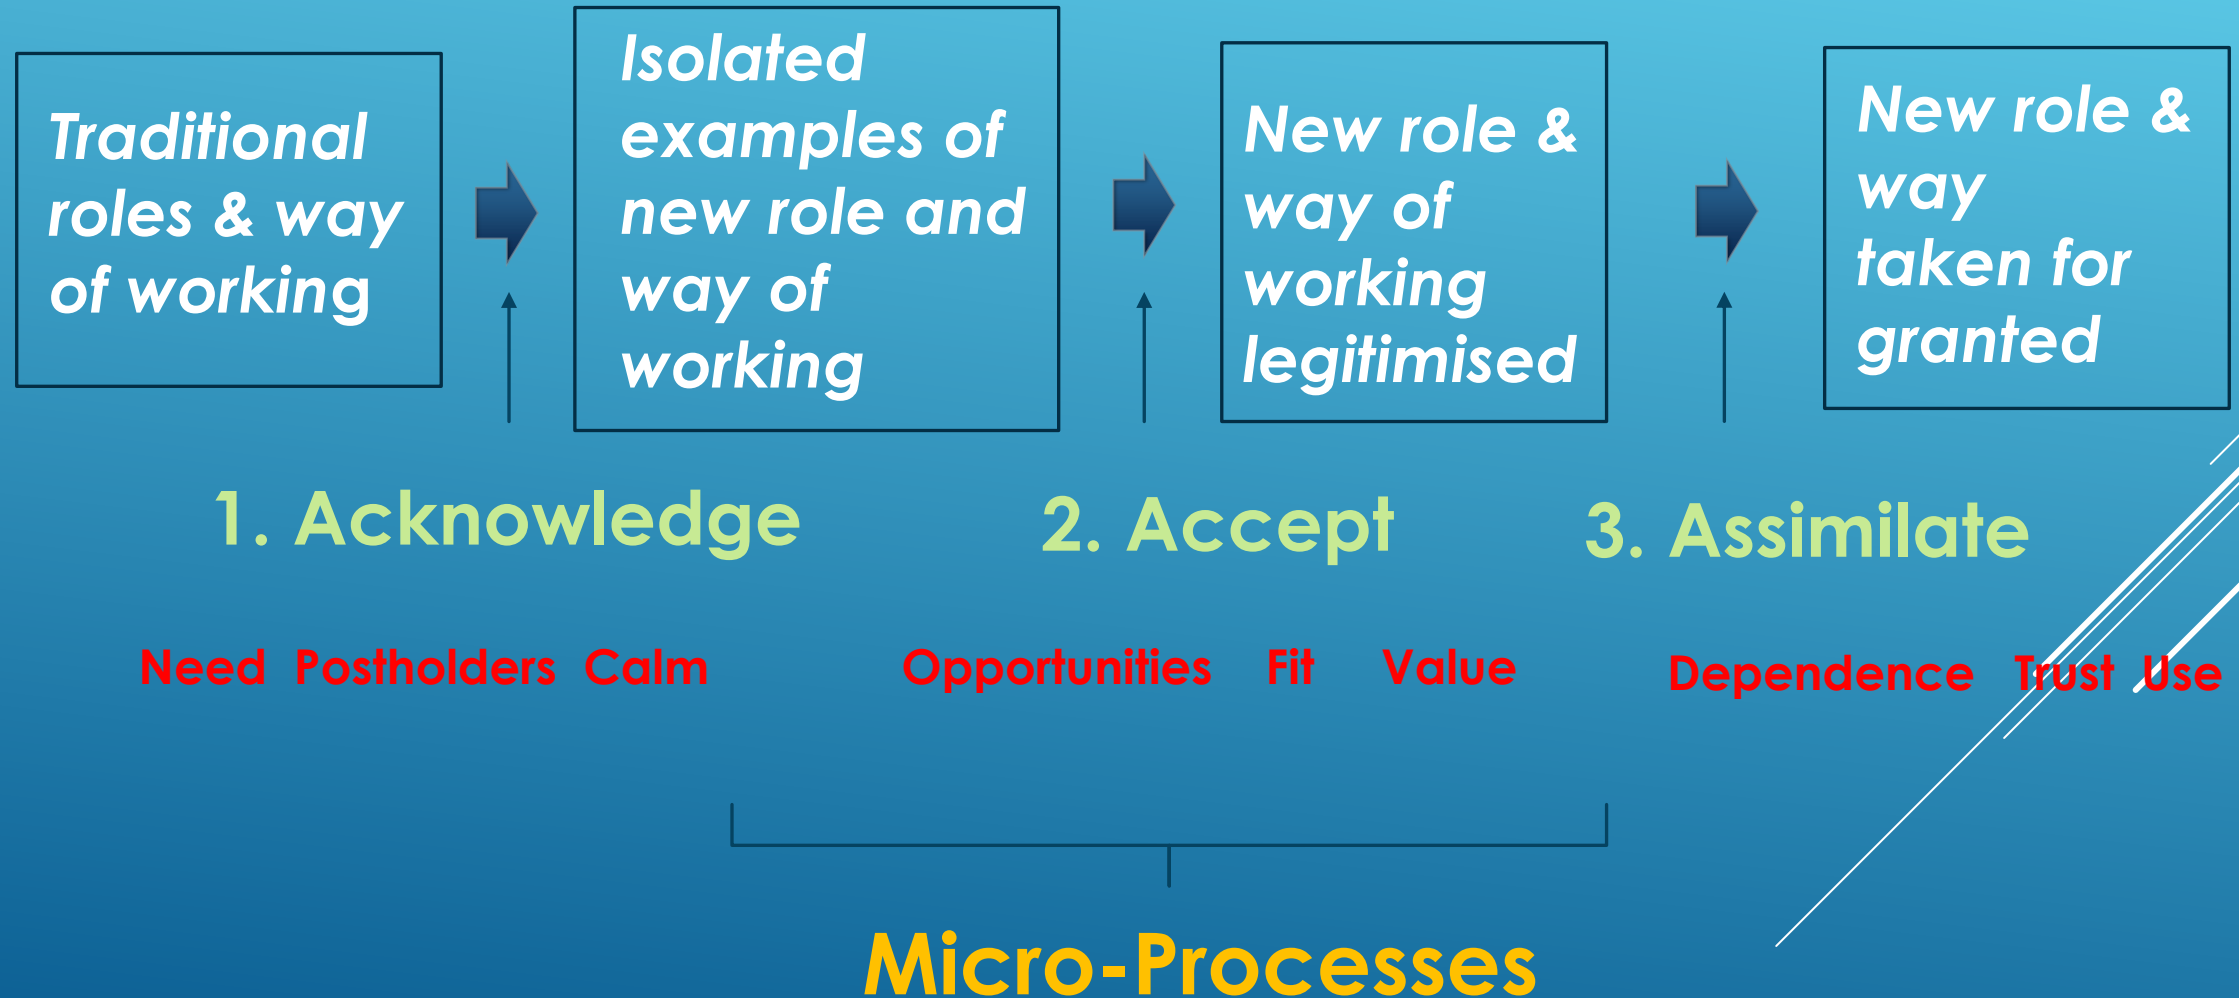 Traditional
roles & way
of working
Isolated
examples of
new role and
way of
working
New role &
way of
working
legitimised
New role &
way
taken for
granted
1. Acknowledge
2. Accept
3. Assimilate
Need Postholders Calm
Opportunities Fit Value
Dependence Trust Use
Micro-Processes